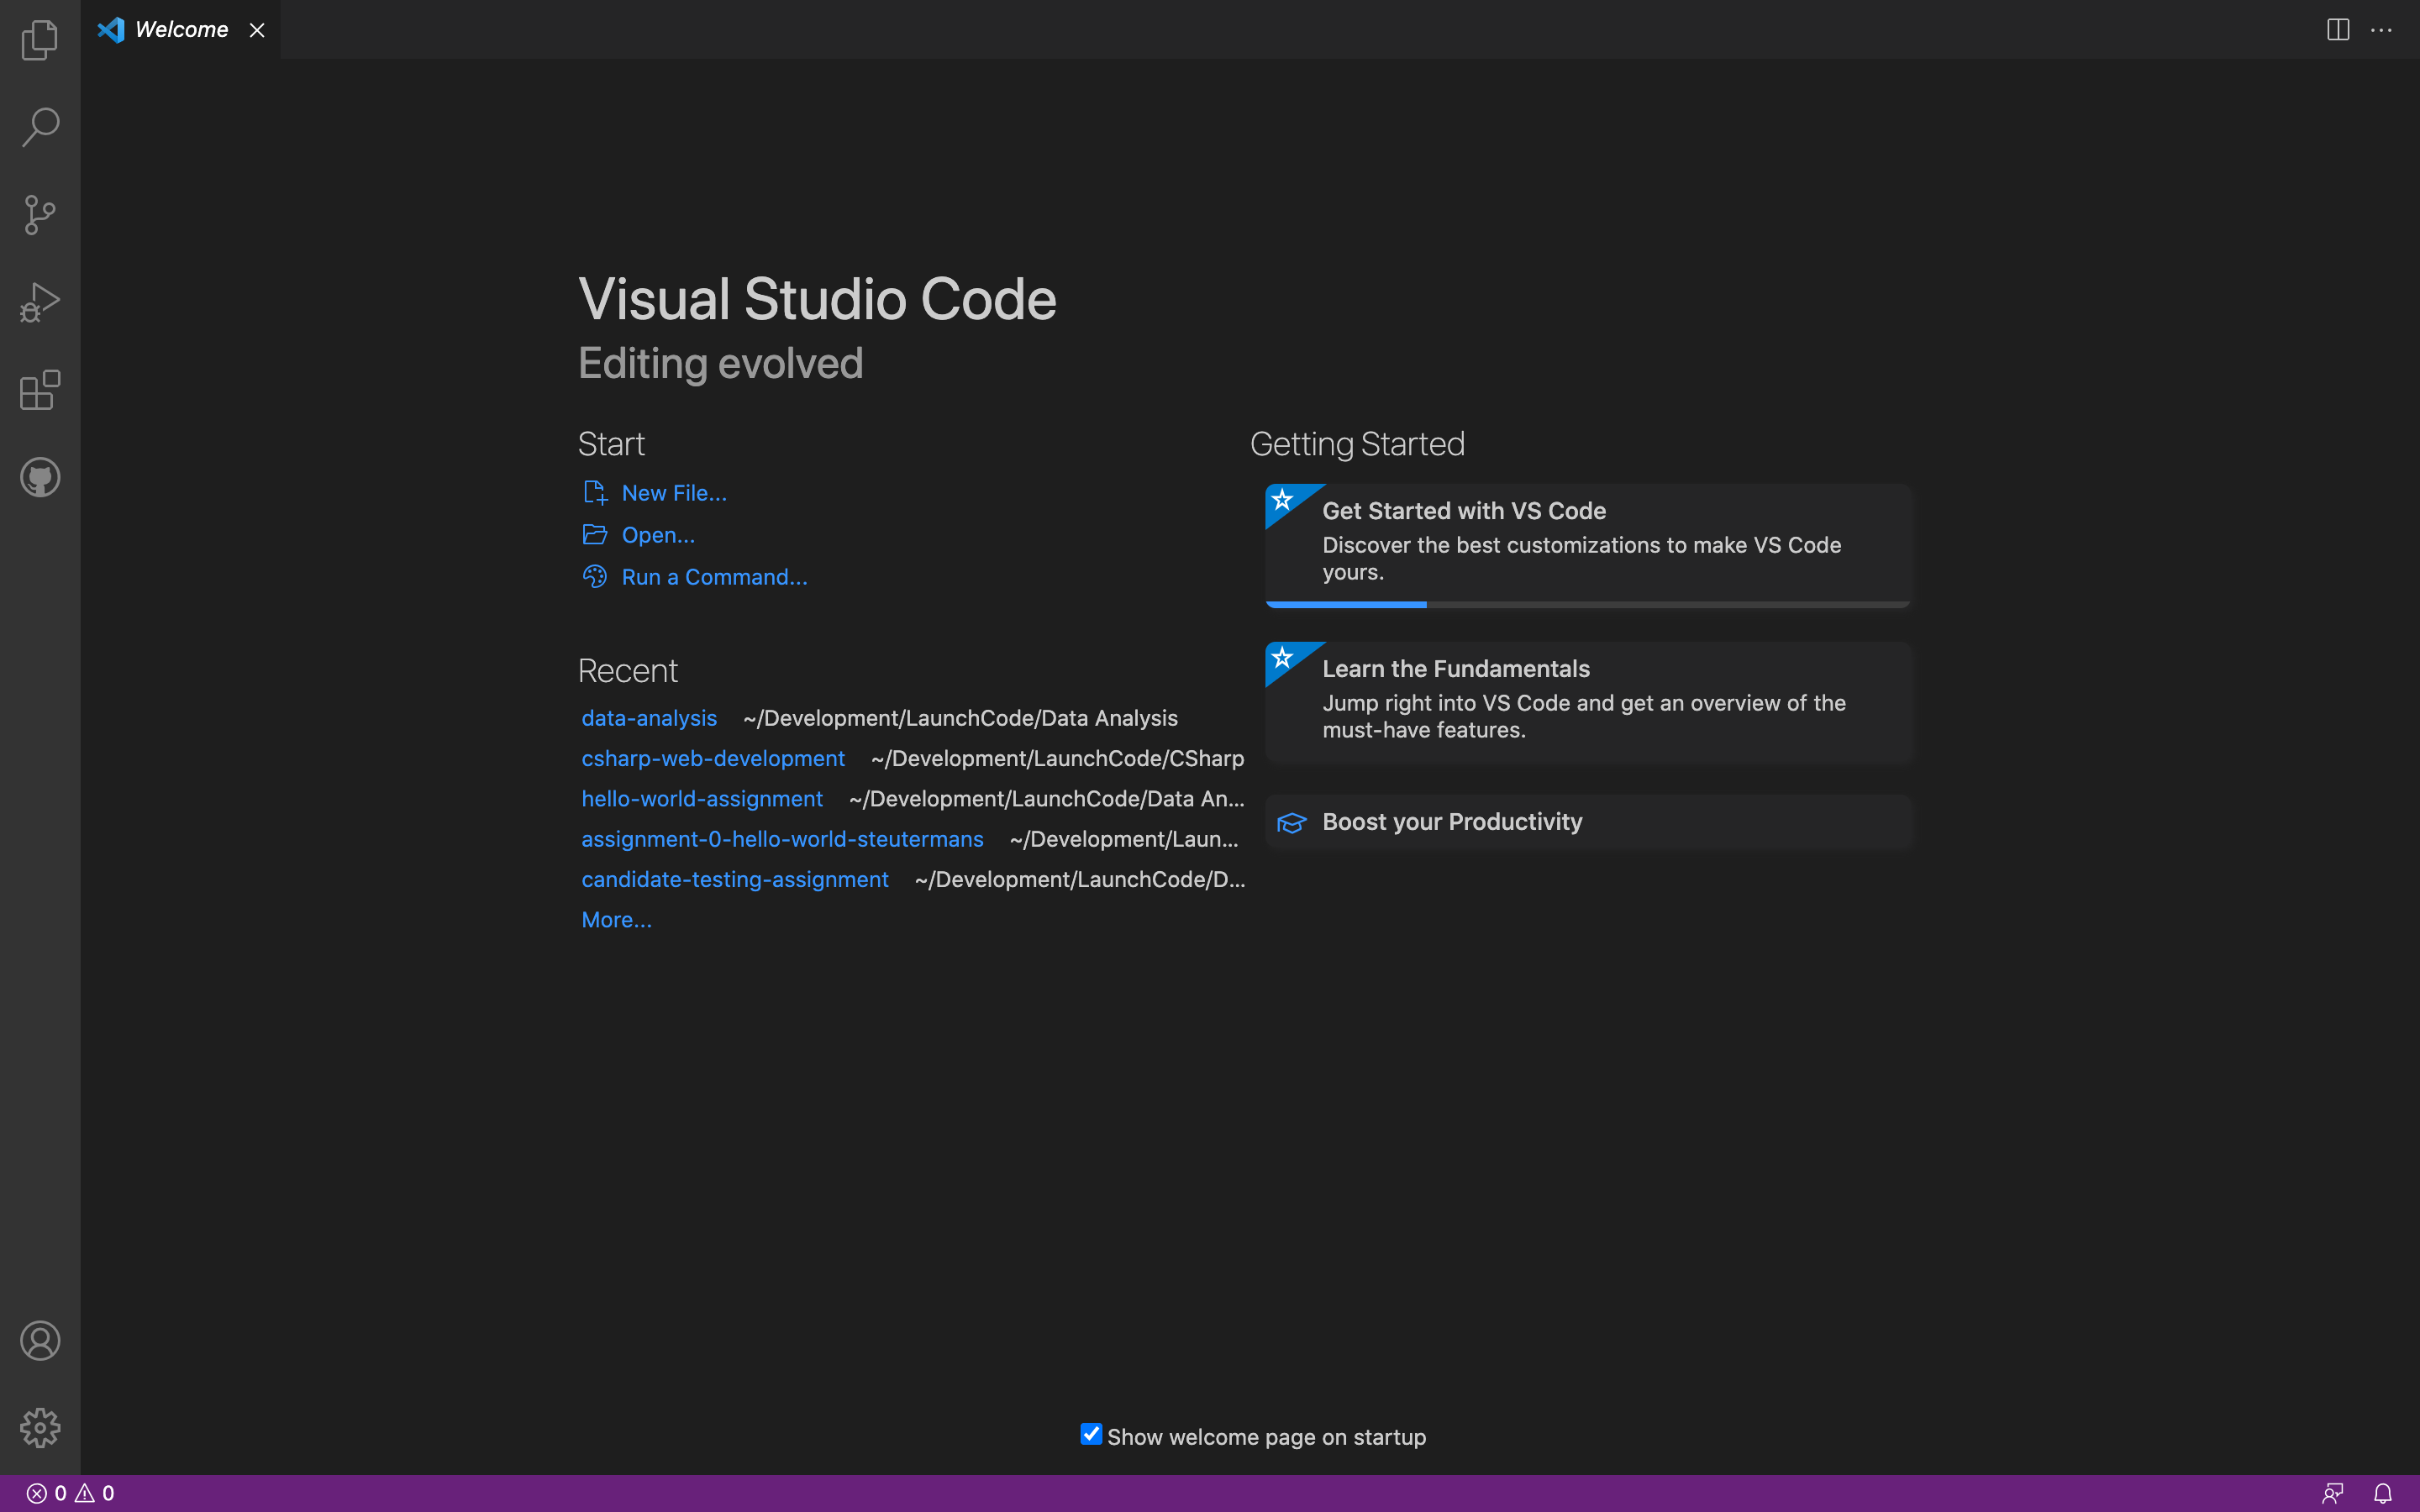 Welcome
Visual Studio Code
Editing evolved
Start
New File...
Open...
Run a Command...
Recent
data-analysis ~/Development/LaunchCode/Data Analysis
csharp-web-development ~/Development/LaunchCode/CSharp
hello-world-assignment ~/Development/LaunchCode/Data An...
assignment-0-hello-world-steutermans ~/Development/Laun...
candidate-testing-assignment ~/Development/LaunchCode/D...
More...
Getting Started
Get Started with VS Code
Discover the best customizations to make VS Code
yours.
Learn the Fundamentals
Jump right into VS Code and get an overview of the
must-have features.
Boost your Productivity
Show welcome page on startup
0 0